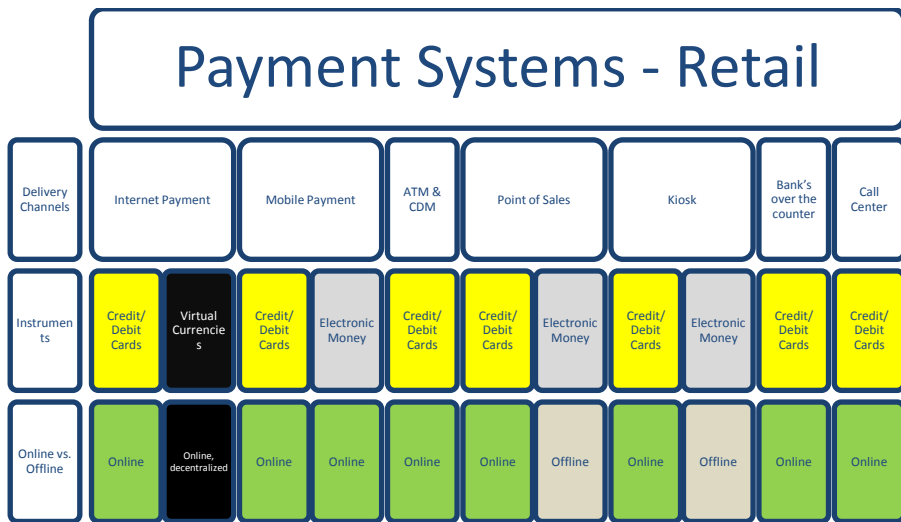 Payment Systems - Retail
Delivery
Channels
Internet Payment
Mobile Payment
ATM &
CDM
Point of Sales
Kiosk
Bank's
over the
counter
Call
Center
Instrumen
ts
Credit/
Debit
Cards
Virtual
Currencie
s
Credit/
Debit
Cards
Electronic
Money
Credit/
Debit
Cards
Credit/
Debit
Cards
Electronic
Money
Credit/
Debit
Cards
Electronic
Money
Credit/
Debit
Cards
Credit/
Debit
Cards
Online vs.
Offline
Online
Online,
decentralized
Online
Online
Online
Online
Offline
Online
Offline
Online
Online